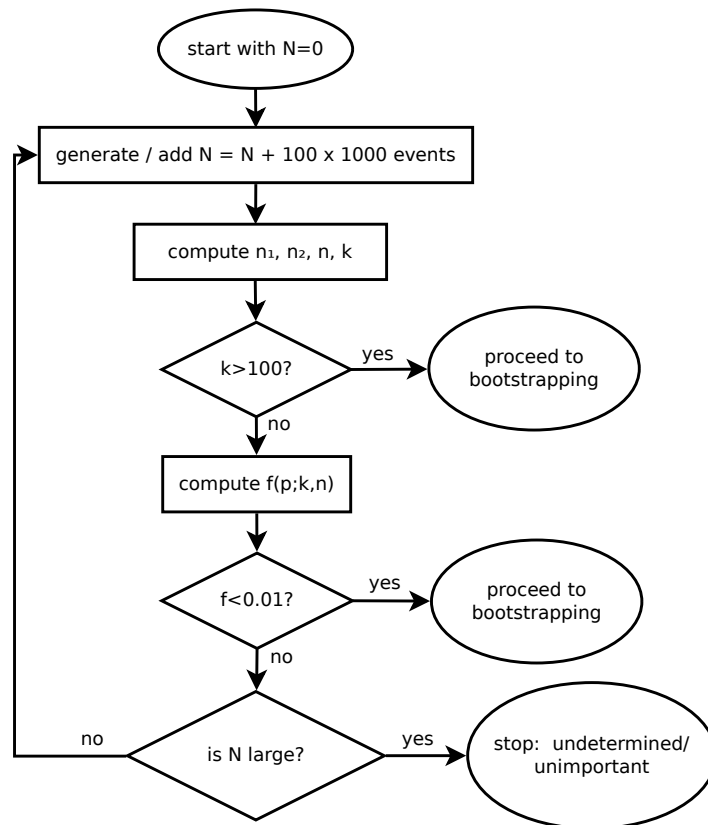 start with N=0
generate / add N = N + 100 x 1000 events
compute n₁, n₂, n, k
k>100?
yes
proceed to
bootstrapping
no
compute f(p;k,n)
f<0.01?
yes
proceed to
bootstrapping
no
is N large?
no
yes
stop:  undetermined/
unimportant